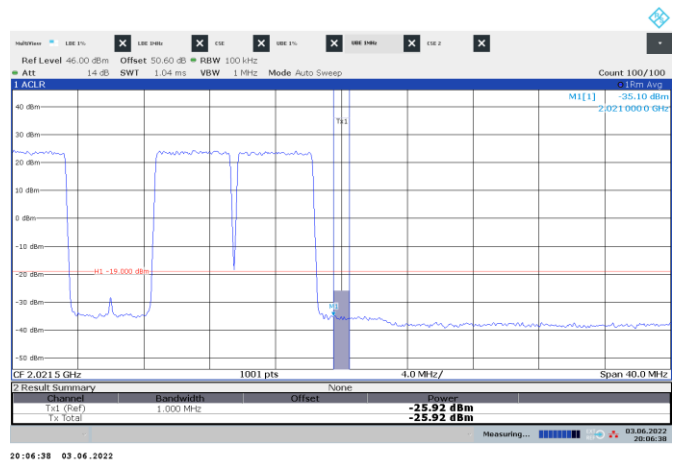 MultiView LBE 1% X LBE 1MHz X CSE X UBE 1% X UBE 1MHz X CSE 2 X
Ref Level 46.00 dBm Offset 50.60 dB RBW 100 kHz
Att 14 dB SWT 1.04 ms VBW 1 MHz Mode Auto Sweep Count 100/100
1 ACLR 1Rm Avg
M1[1] -35.10 dBm
2.021 000 0 GHz
40 dBm
Tx1
30 dBm
20 dBm
10 dBm
0 dBm
-10 dBm
H1 -19.000 dBm
-20 dBm
-30 dBm
M1
-40 dBm
-50 dBm
CF 2.0215 GHz 1001 pts 4.0 MHz/ Span 40.0 MHz
2 Result Summary None
Channel Bandwidth Offset Power
Tx1 (Ref) 1.000 MHz -25.92 dBm
Tx Total -25.92 dBm
Measuring... 03.06.2022
20:06:38
20:06:38 03.06.2022